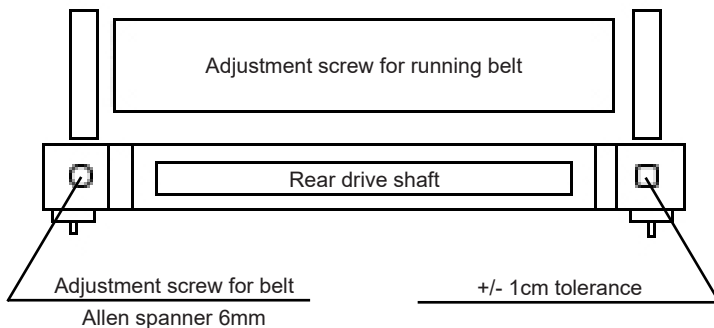 Adjustment screw for running belt
Rear drive shaft
Adjustment screw for belt
Allen spanner 6mm
+/- 1cm tolerance